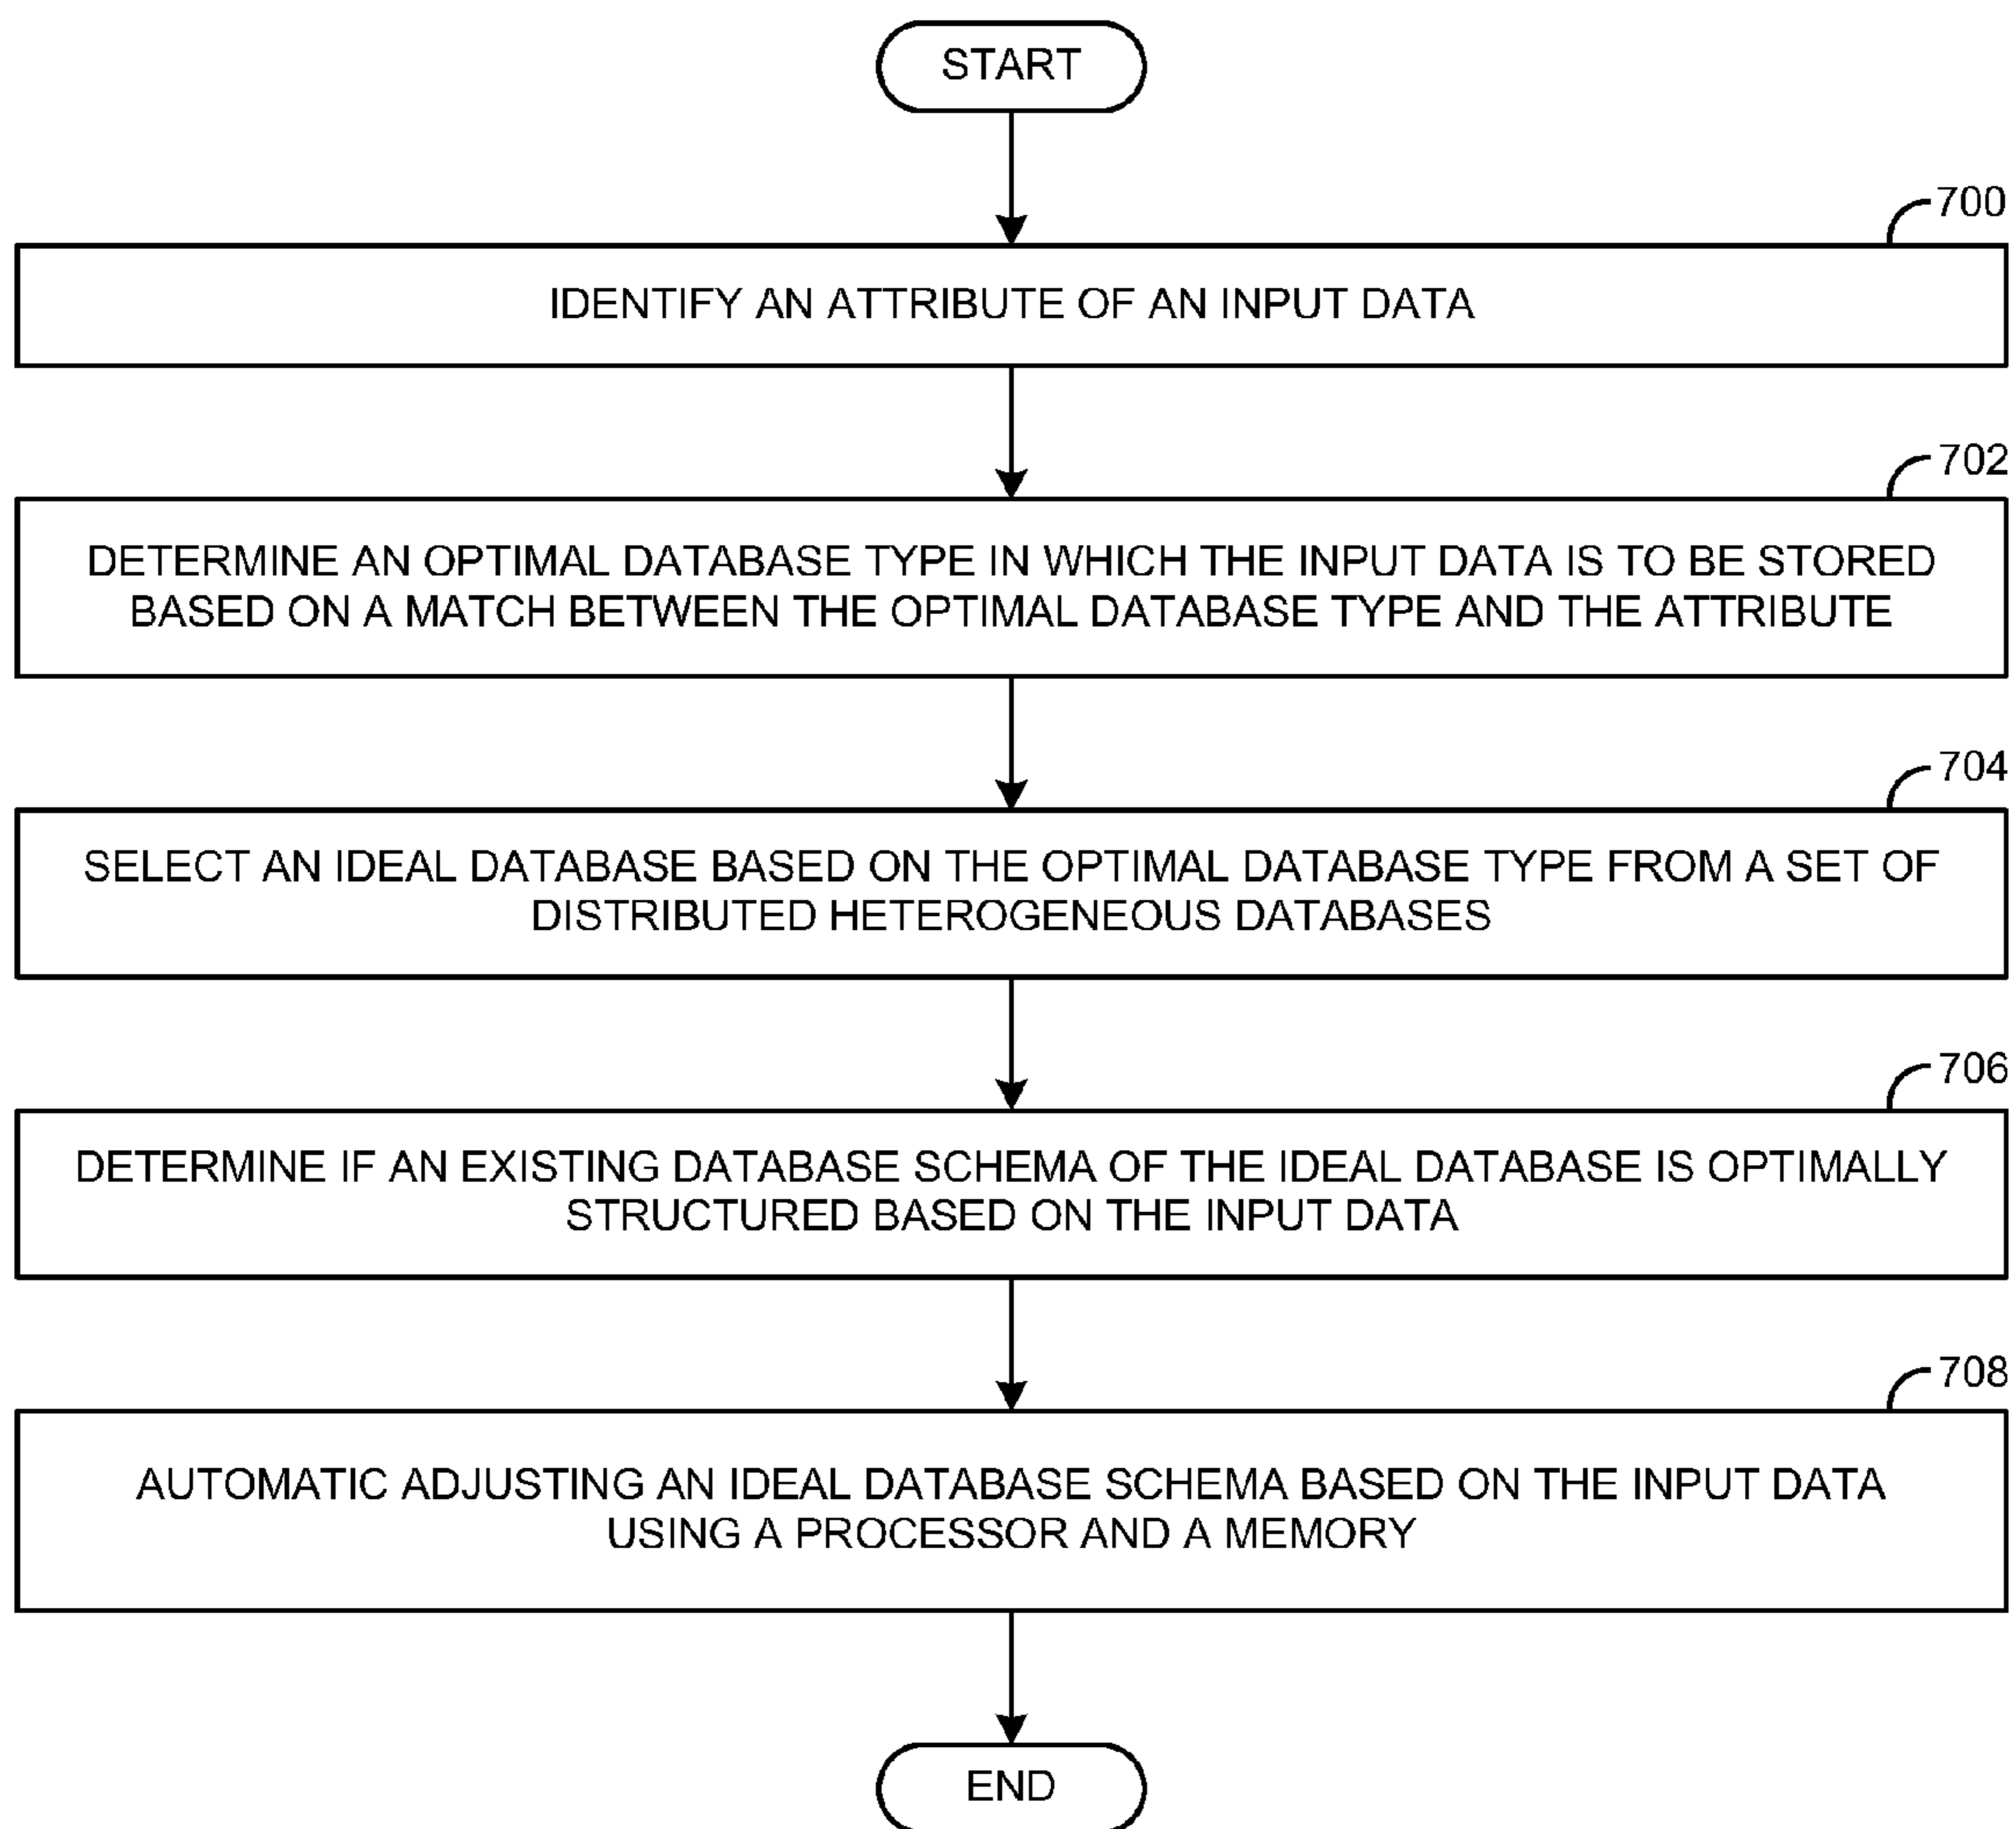 START
700
IDENTIFY AN ATTRIBUTE OF AN INPUT DATA
702
DETERMINE AN OPTIMAL DATABASE TYPE IN WHICH THE INPUT DATA IS TO BE STORED
BASED ON A MATCH BETWEEN THE OPTIMAL DATABASE TYPE AND THE ATTRIBUTE
704
SELECT AN IDEAL DATABASE BASED ON THE OPTIMAL DATABASE TYPE FROM A SET OF
DISTRIBUTED HETEROGENEOUS DATABASES
706
DETERMINE IF AN EXISTING DATABASE SCHEMA OF THE IDEAL DATABASE IS OPTIMALLY
STRUCTURED BASED ON THE INPUT DATA
708
AUTOMATIC ADJUSTING AN IDEAL DATABASE SCHEMA BASED ON THE INPUT DATA
USING A PROCESSOR AND A MEMORY
END